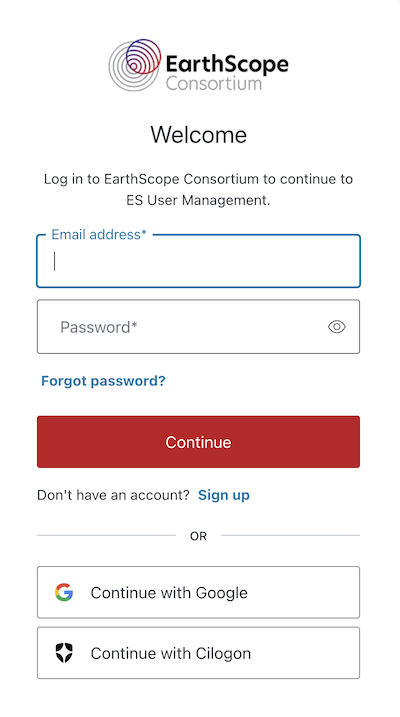 EarthScope
Consortium
Welcome
Log in to EarthScope Consortium to continue to
ES User Management.
Email address*
Password*
Forgot password?
Continue
Don't have an account? Sign up
OR
Continue with Google
Continue with Cilogon